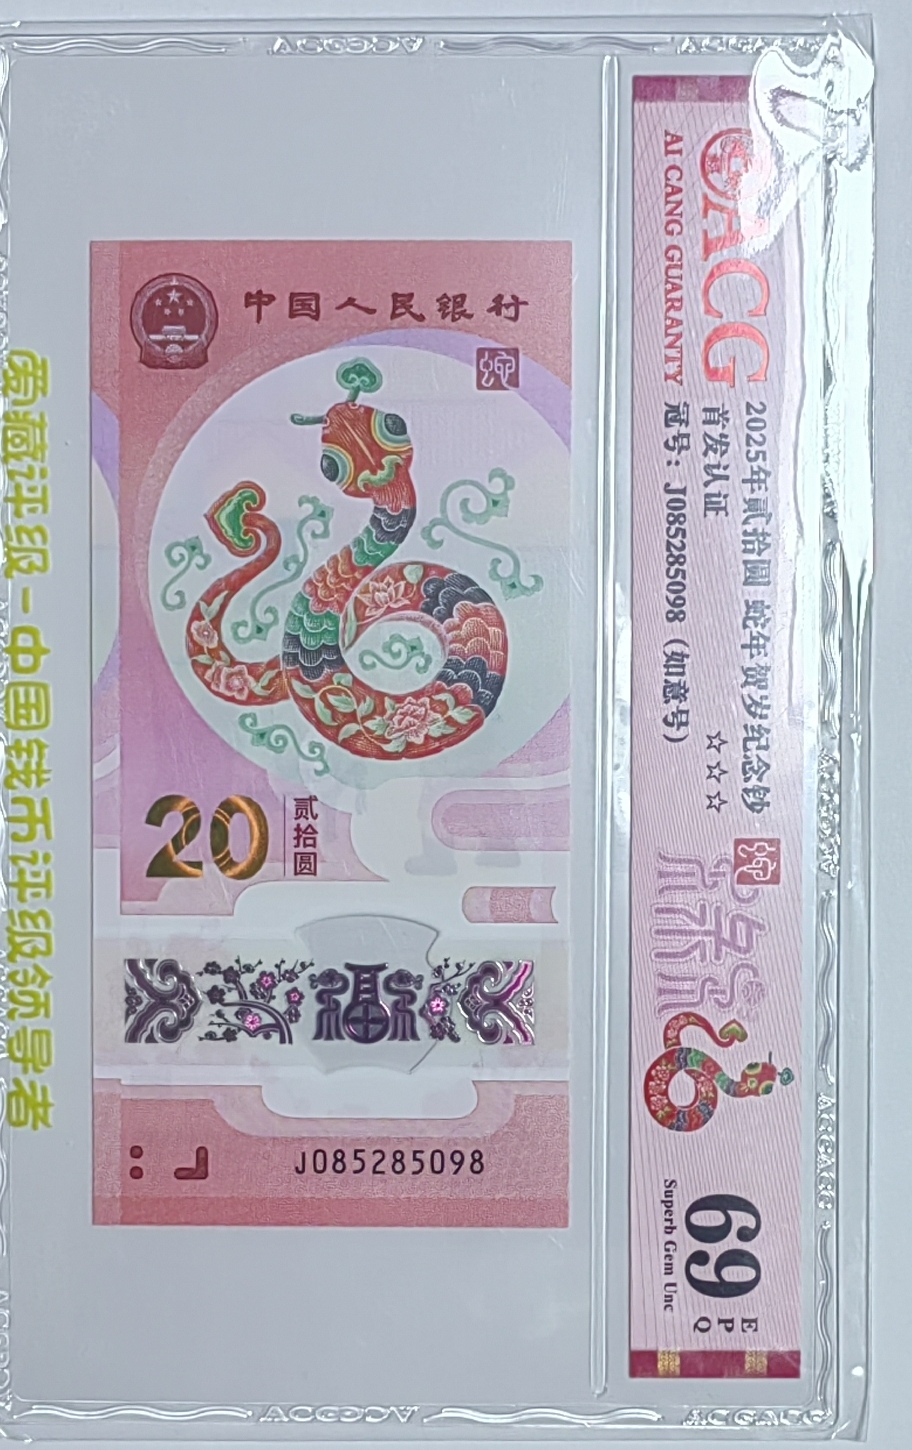 中国人民银行
20
贰拾圆
福
J085285098
ACG
AI CANG GUARANTY
2025年贰拾圆 蛇年贺岁纪念钞
首发认证
☆☆☆
冠号：J085285098（如意号）
69
EPQ
Superb Gem Unc
爱藏评级-中国钱币评级领导者
ACGACG